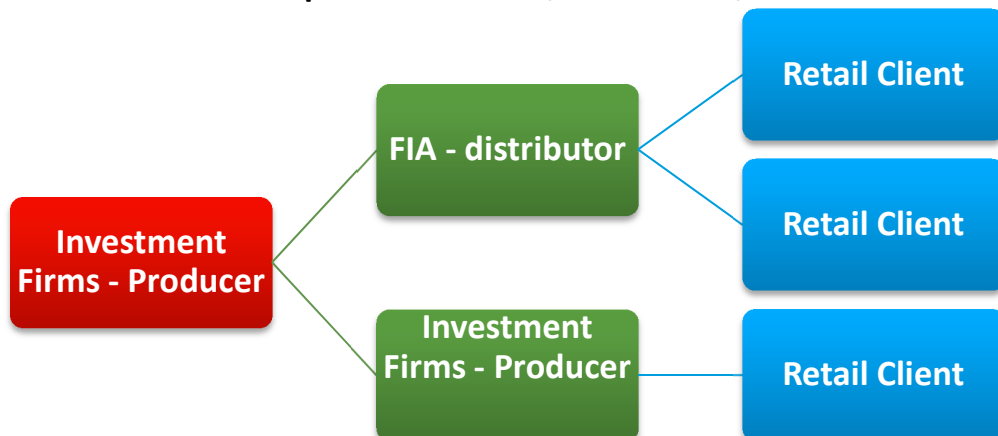 Investment
Firms - Producer
FIA - distributor
Investment
Firms - Producer
Retail Client
Retail Client
Retail Client